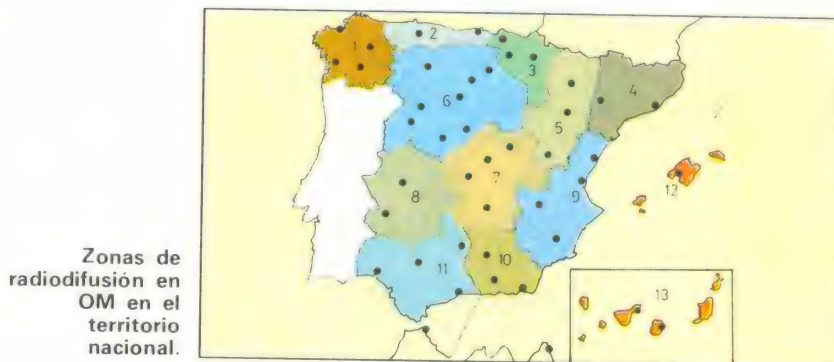 Zonas de
radiodifusión en
OM en el
territorio
nacional.
1
2
3
4
5
6
7
8
9
10
11
12
13